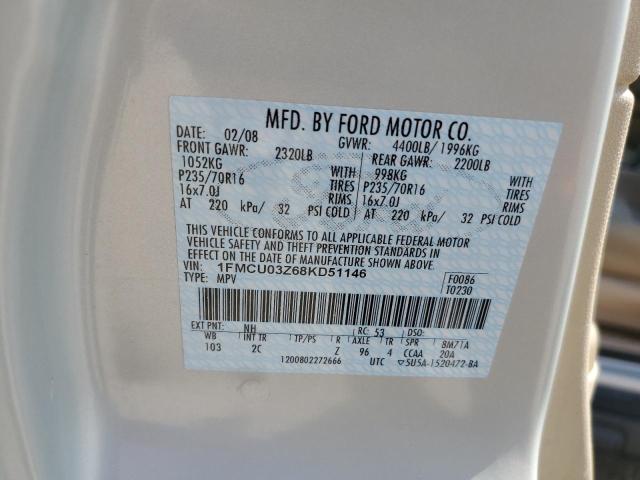 MFD. BY FORD MOTOR CO.
DATE: 02/08 GVWR: 4400LB/1996KG
FRONT GAWR: 2320LB REAR GAWR: 2200LB
1052KG WITH 998KG WITH
P235/70R16 TIRES P235/70R16 TIRES
16x7.0J RIMS 16x7.0J RIMS
AT 220 kPa/ 32 PSI COLD AT 220 kPa/ 32 PSI COLD
THIS VEHICLE CONFORMS TO ALL APPLICABLE FEDERAL MOTOR
VEHICLE SAFETY AND THEFT PREVENTION STANDARDS IN
EFFECT ON THE DATE OF MANUFACTURE SHOWN ABOVE.
VIN: 1FMCU03Z68KD51146 F0086
TYPE: MPV T0230
EXT PNT: NH RC: 53 DSO:
WB INT TR TP/PS R AXLE TR SPR BM71A
103 2C Z 96 4 CCAA 20A
1200802272666 UTC ▽5U5A-1520472-BA